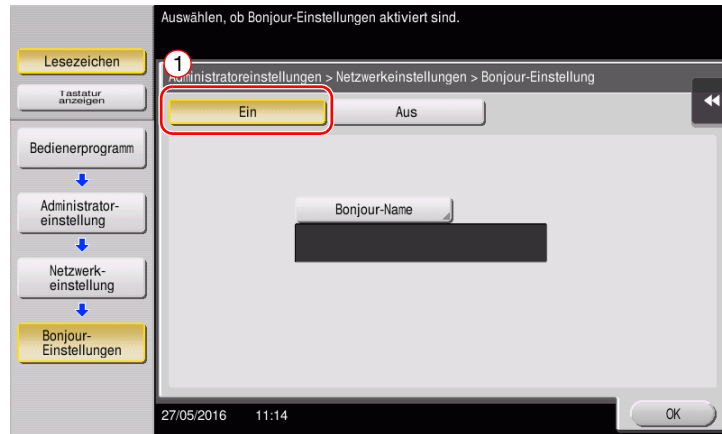 Auswählen, ob Bonjour-Einstellungen aktiviert sind.
Lesezeichen
Tastatur
anzeigen
Bedienerprogramm
Administrator-
einstellung
Netzwerk-
einstellung
Bonjour-
Einstellungen
1
Administratoreinstellungen > Netzwerkeinstellungen > Bonjour-Einstellung
Ein
Aus
Bonjour-Name
27/05/2016 11:14
OK